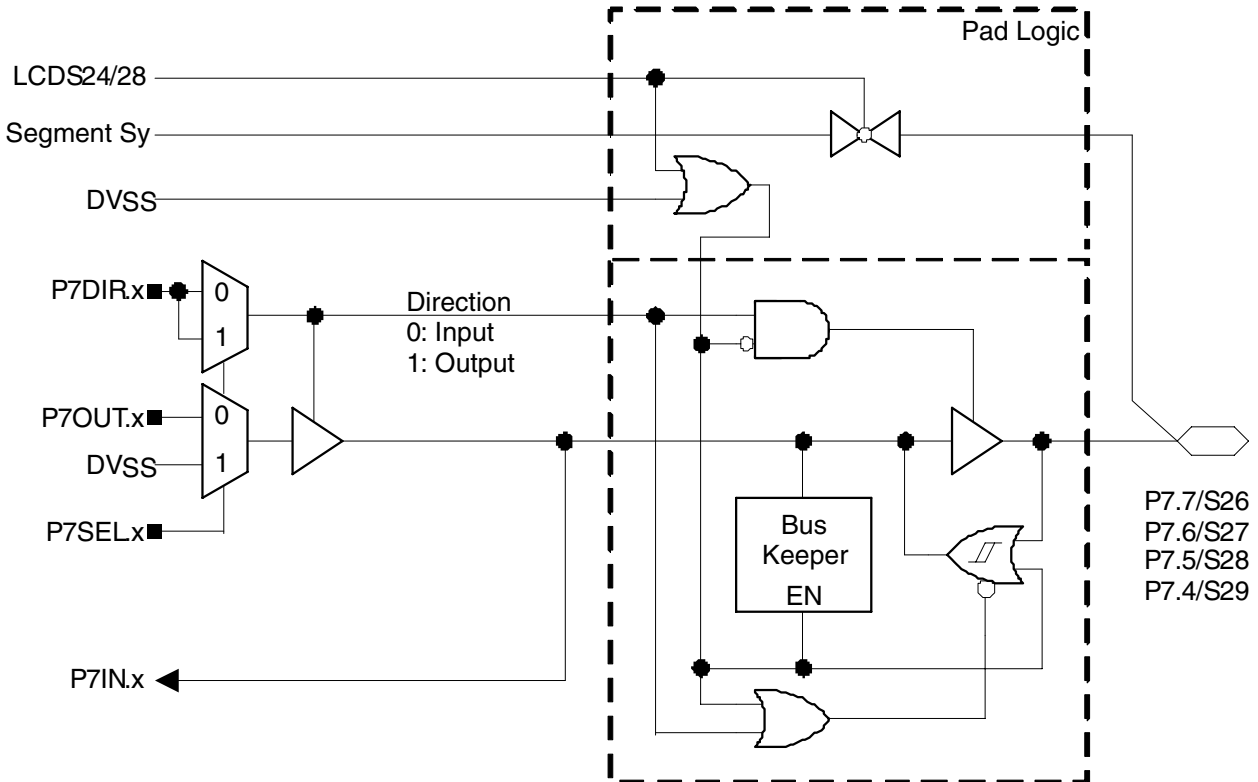 Pad Logic
LCDS24/28
Segment Sy
DVSS
P7DIR.x
0
1
Direction
0: Input
1: Output
P7OUT.x
0
DVSS
1
P7SEL.x
Bus
Keeper
EN
P7.7/S26
P7.6/S27
P7.5/S28
P7.4/S29
P7IN.x